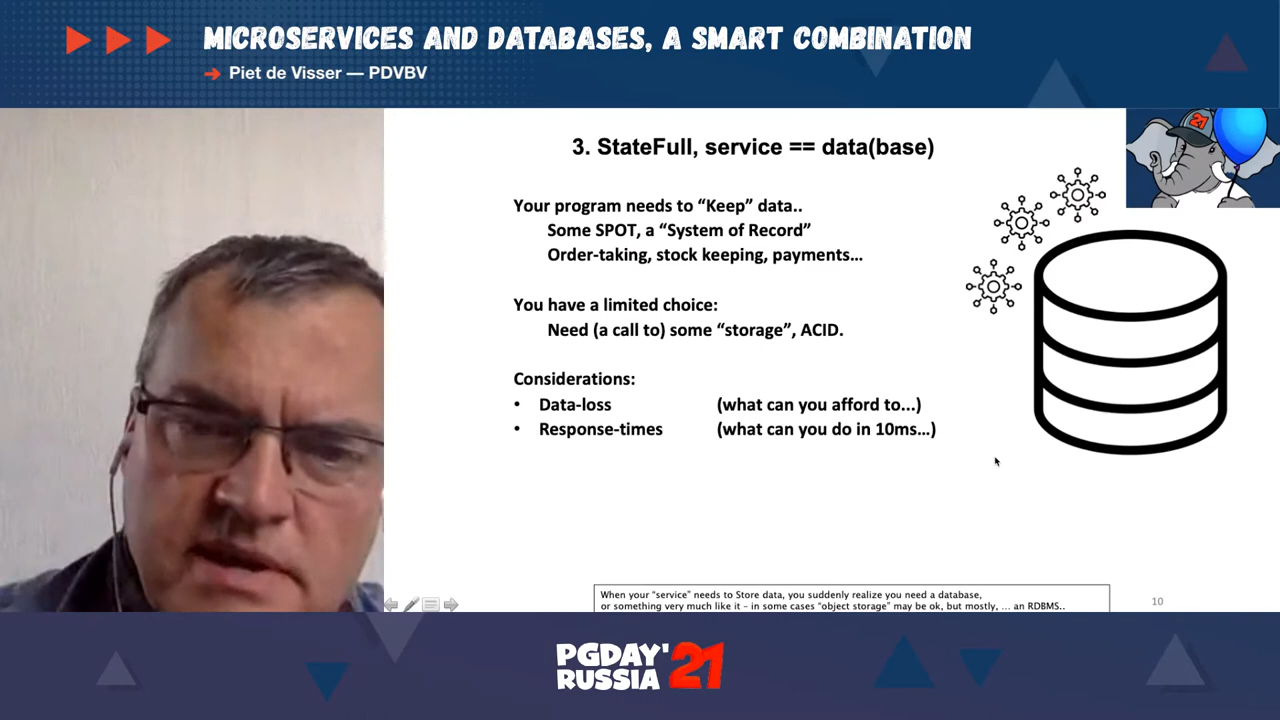 MICROSERVICES AND DATABASES, A SMART COMBINATION
Piet de Visser — PDVBV
21
3. StateFull, service == data(base)
Your program needs to “Keep” data..
Some SPOT, a “System of Record”
Order-taking, stock keeping, payments…
You have a limited choice:
Need (a call to) some “storage”, ACID.
Considerations:
• Data-loss (what can you afford to...)
• Response-times (what can you do in 10ms…)
When your “service” needs to Store data, you suddenly realize you need a database,
or something very much like it – in some cases “object storage” may be ok, but mostly, … an RDBMS..
10
PGDAY'21
RUSSIA